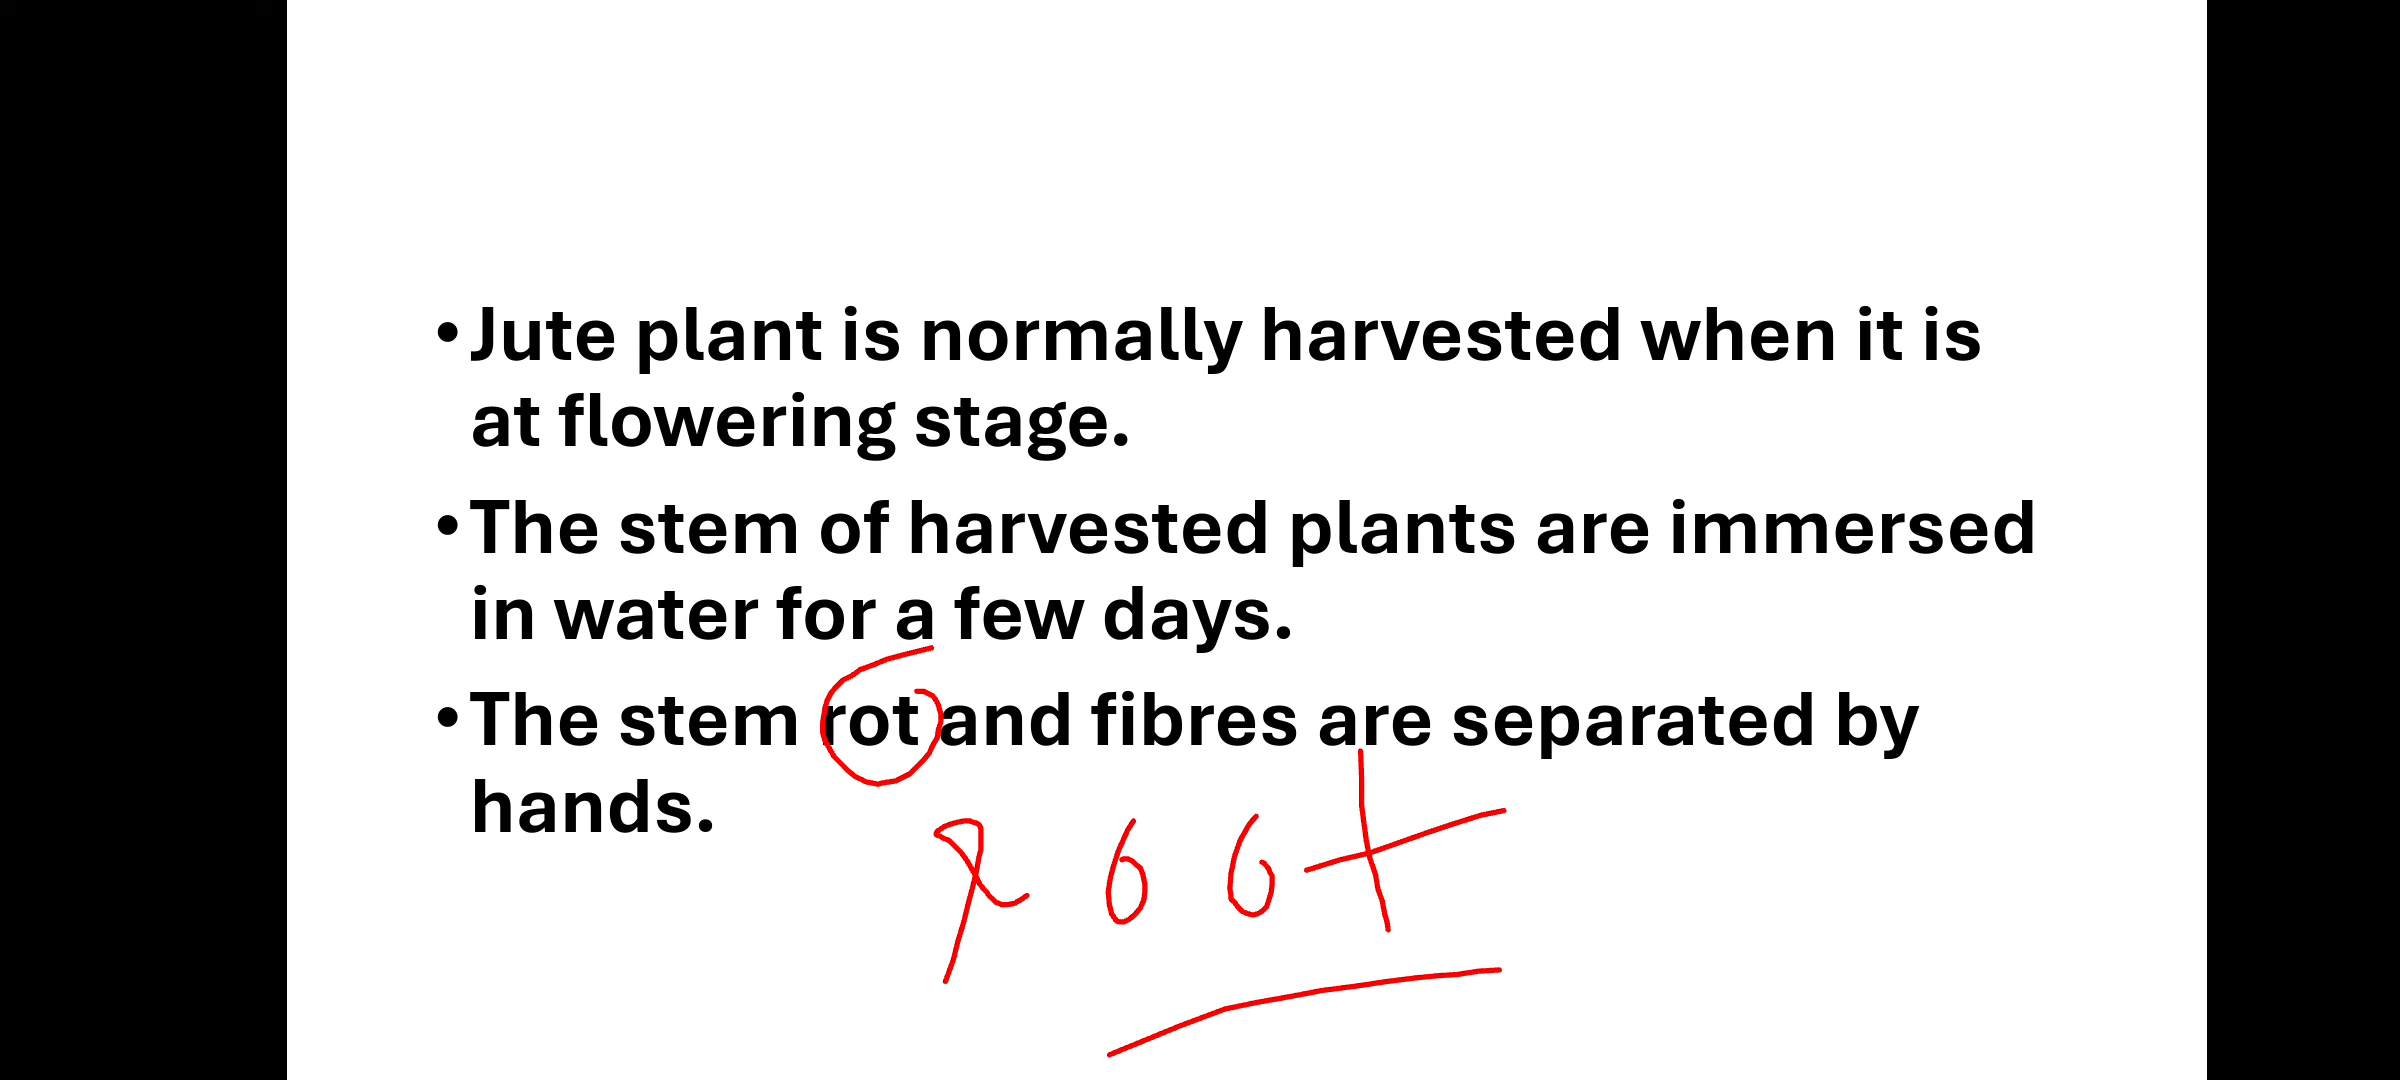 •Jute plant is normally harvested when it is
at flowering stage.
•The stem of harvested plants are immersed
in water for a few days.
•The stem rot and fibres are separated by
hands.
Root